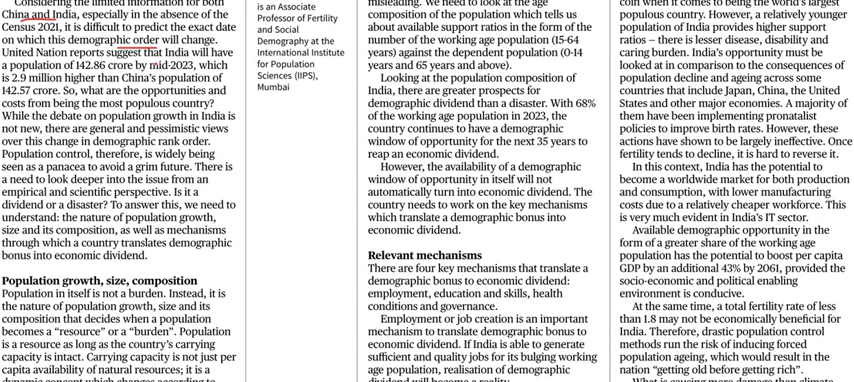 Considering the limited information for both
China and India, especially in the absence of the
Census 2021, it is difficult to predict the exact date
on which this demographic order will change.
United Nation reports suggest that India will have
a population of 142.86 crore by mid-2023, which
is 2.9 million higher than China's population of
142.57 crore. So, what are the opportunities and
costs from being the most populous country?
While the debate on population growth in India is
not new, there are general and pessimistic views
over this change in demographic rank order.
Population control, therefore, is widely being
seen as a panacea to avoid a grim future. There is
a need to look deeper into the issue from an
empirical and scientific perspective. Is it a
dividend or a disaster? To answer this, we need to
understand: the nature of population growth,
size and its composition, as well as mechanisms
through which a country translates demographic
bonus into economic dividend.
Population growth, size, composition
Population in itself is not a burden. Instead, it is
the nature of population growth, size and its
composition that decides when a population
becomes a “resource” or a “burden”. Population
is a resource as long as the country's carrying
capacity is intact. Carrying capacity is not just per
capita availability of natural resources; it is a
dynamic concept which changes according to
is an Associate
Professor of Fertility
and Social
Demography at the
International Institute
for Population
Sciences (IIPS),
Mumbai
misleading. We need to look at the age
composition of the population which tells us
about available support ratios in the form of the
number of the working age population (15-64
years) against the dependent population (0-14
years and 65 years and above).
Looking at the population composition of
India, there are greater prospects for
demographic dividend than a disaster. With 68%
of the working age population in 2023, the
country continues to have a demographic
window of opportunity for the next 35 years to
reap an economic dividend.
However, the availability of a demographic
window of opportunity in itself will not
automatically turn into economic dividend. The
country needs to work on the key mechanisms
which translate a demographic bonus into
economic dividend.
Relevant mechanisms
There are four key mechanisms that translate a
demographic bonus to economic dividend:
employment, education and skills, health
conditions and governance.
Employment or job creation is an important
mechanism to translate demographic bonus to
economic dividend. If India is able to generate
sufficient and quality jobs for its bulging working
age population, realisation of demographic
dividend will become a reality.
coin when it comes to being the world's largest
populous country. However, a relatively younger
population of India provides higher support
ratios – there is lesser disease, disability and
caring burden. India's opportunity must be
looked at in comparison to the consequences of
population decline and ageing across some
countries that include Japan, China, the United
States and other major economies. A majority of
them have been implementing pronatalist
policies to improve birth rates. However, these
actions have shown to be largely ineffective. Once
fertility tends to decline, it is hard to reverse it.
In this context, India has the potential to
become a worldwide market for both production
and consumption, with lower manufacturing
costs due to a relatively cheaper workforce. This
is very much evident in India's IT sector.
Available demographic opportunity in the
form of a greater share of the working age
population has the potential to boost per capita
GDP by an additional 43% by 2061, provided the
socio-economic and political enabling
environment is conducive.
At the same time, a total fertility rate of less
than 1.8 may not be economically beneficial for
India. Therefore, drastic population control
methods run the risk of inducing forced
population ageing, which would result in the
nation “getting old before getting rich”.
What is causing more damage than climate